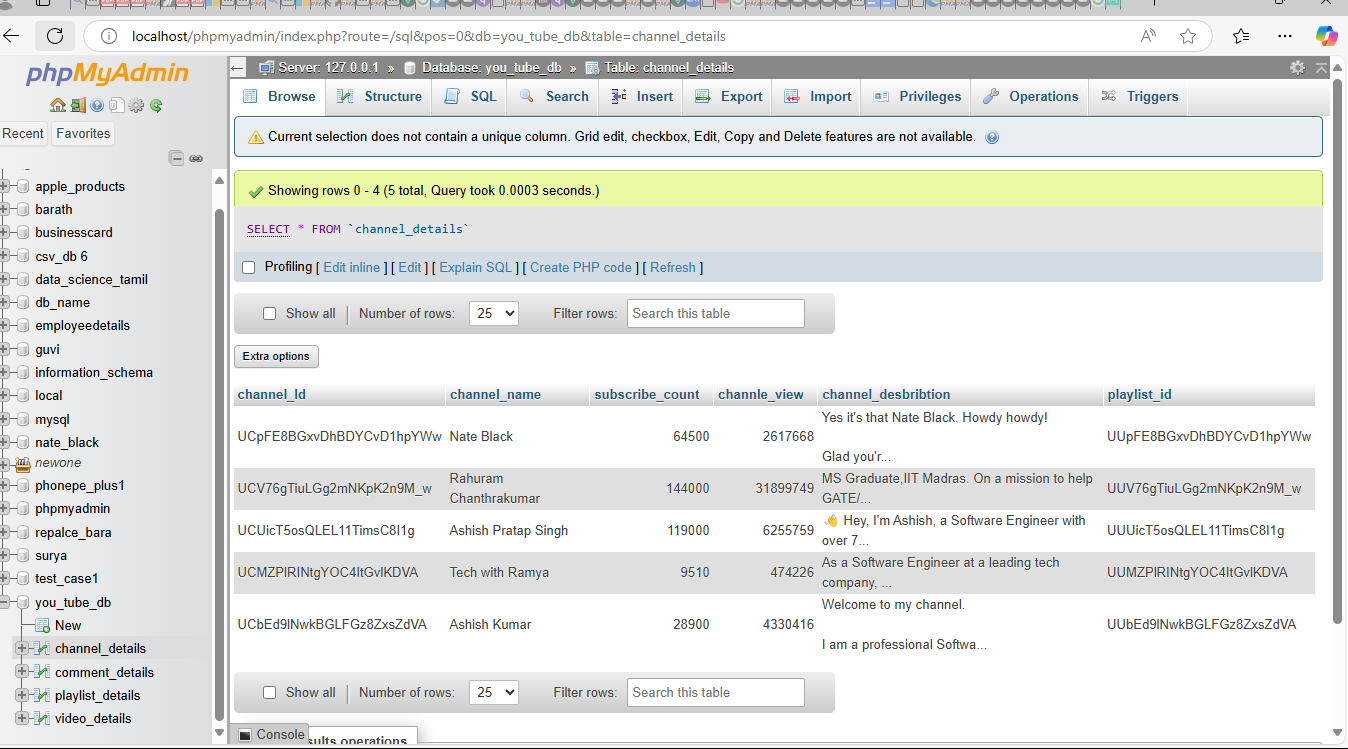 localhost/phpmyadmin/index.php?route=/sql&pos=0&db=you_tube_db&table=channel_details
phpMyAdmin
Recent Favorites
apple_products
barath
businesscard
csv_db 6
data_science_tamil
db_name
employeedetails
guvi
information_schema
local
mysql
nate_black
newone
phonepe_plus1
phpmyadmin
repalce_bara
surya
test_case1
you_tube_db
New
channel_details
comment_details
playlist_details
video_details
Server: 127.0.0.1 » Database: you_tube_db » Table: channel_details
Browse Structure SQL Search Insert Export Import Privileges Operations Triggers
Current selection does not contain a unique column. Grid edit, checkbox, Edit, Copy and Delete features are not available.
Showing rows 0 - 4 (5 total, Query took 0.0003 seconds.)
SELECT * FROM `channel_details`
Profiling [ Edit inline ] [ Edit ] [ Explain SQL ] [ Create PHP code ] [ Refresh ]
Show all | Number of rows: 25 Filter rows: Search this table
Extra options
channel_Id channel_name subscribe_count channle_view channel_desbribtion playlist_id
Yes it's that Nate Black. Howdy howdy!
UCpFE8BGxvDhBDYCvD1hpYWw Nate Black 64500 2617668 UUpFE8BGxvDhBDYCvD1hpYWw
Glad you'r...
Rahuram MS Graduate,IIT Madras. On a mission to help
UCV76gTiuLGg2mNKpK2n9M_w 144000 31899749 UUV76gTiuLGg2mNKpK2n9M_w
Chanthrakumar GATE/...
👋 Hey, I'm Ashish, a Software Engineer with
UCUicT5osQLEL11TimsC8I1g Ashish Pratap Singh 119000 6255759 UUUicT5osQLEL11TimsC8I1g
over 7...
As a Software Engineer at a leading tech
UCMZPIRINtgYOC4ItGvlKDVA Tech with Ramya 9510 474226 UUMZPIRINtgYOC4ItGvlKDVA
company, ...
Welcome to my channel.
UCbEd9lNwkBGLFGz8ZxsZdVA Ashish Kumar 28900 4330416 UUbEd9lNwkBGLFGz8ZxsZdVA
I am a professional Softwa...
Show all | Number of rows: 25 Filter rows: Search this table
Console
operations